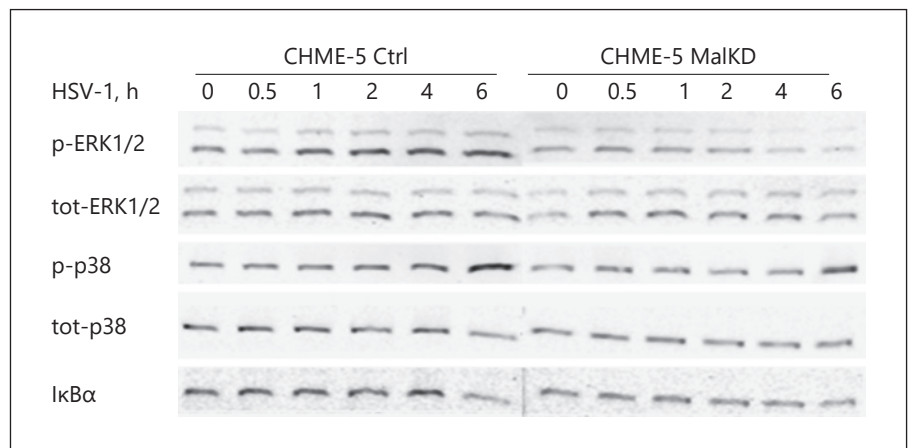 CHME-5 Ctrl CHME-5 MalKD
HSV-1, h 0 0.5 1 2 4 6 0 0.5 1 2 4 6
p-ERK1/2
tot-ERK1/2
p-p38
tot-p38
IκBα